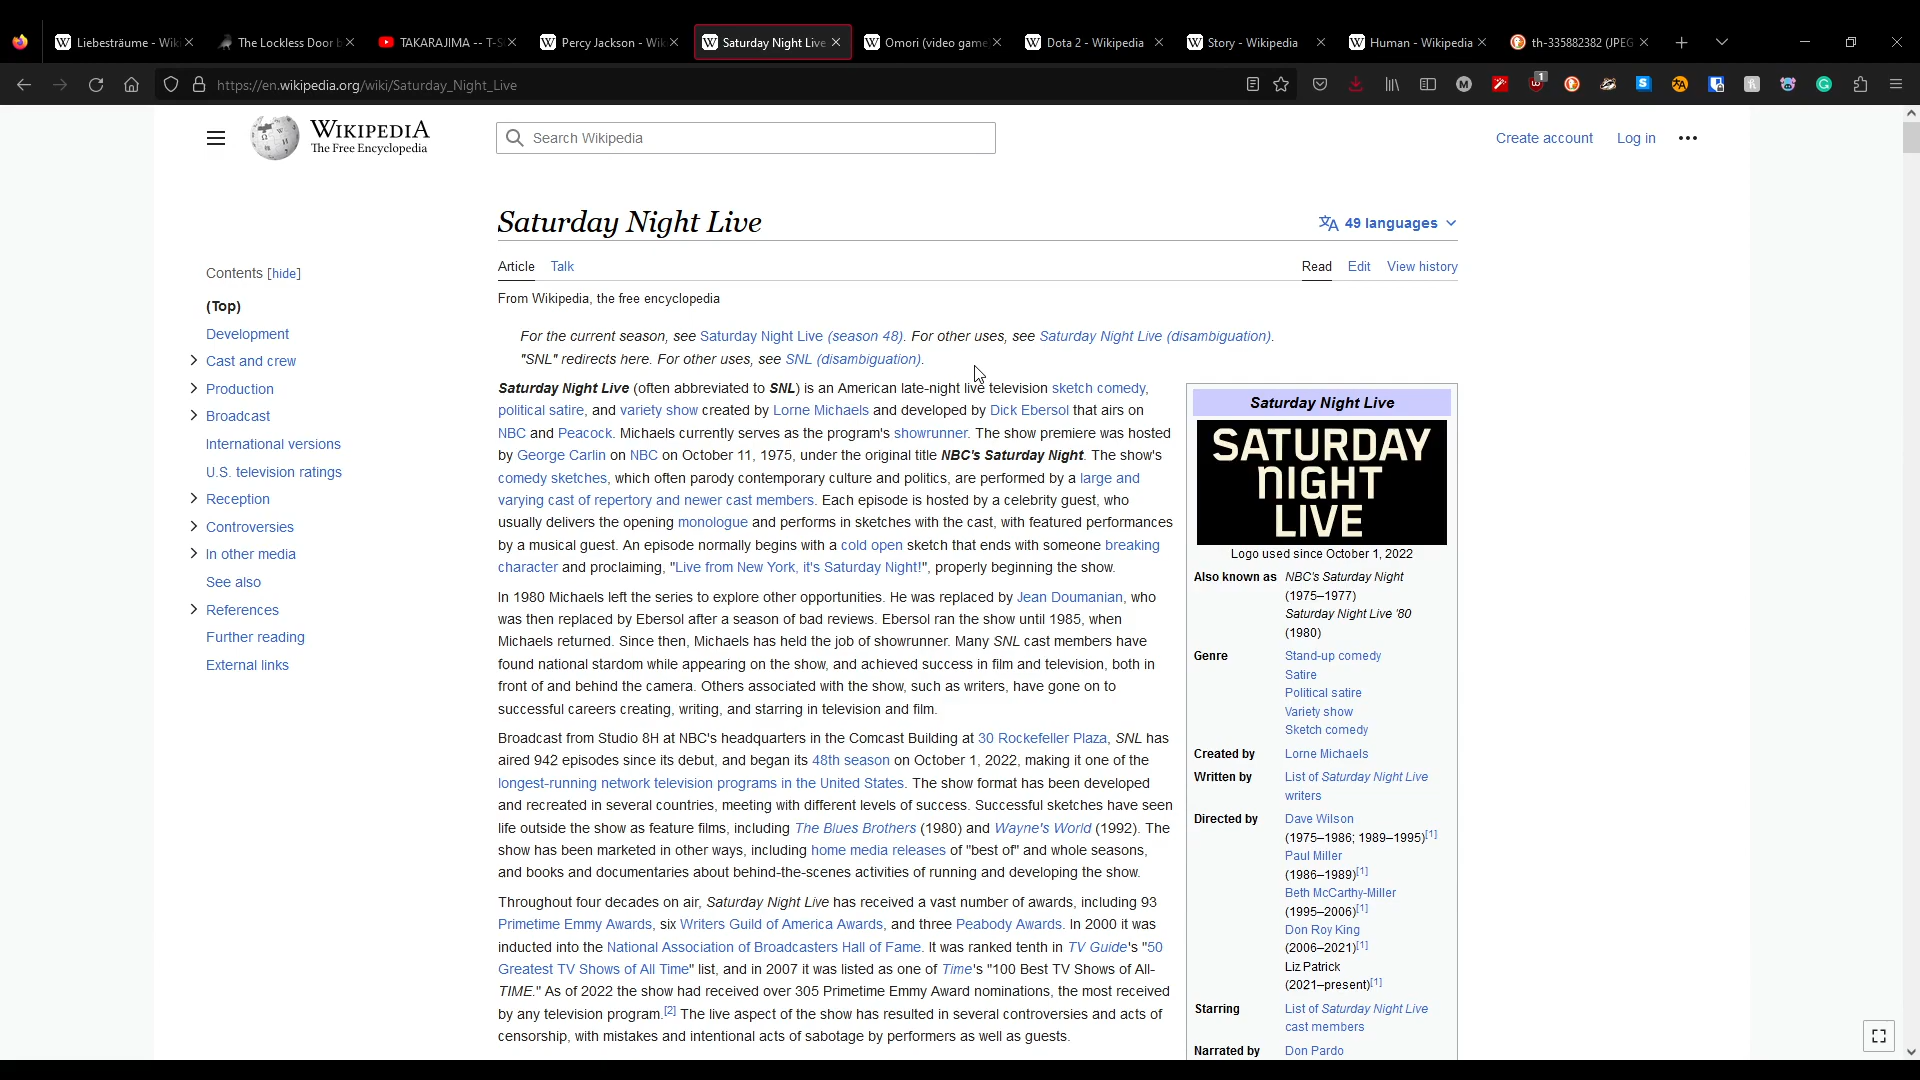 Liebesträume - Wiki
The Lockless Door b
TAKARAJIMA -- T-S
Percy Jackson - Wiki
Saturday Night Live
Omori (video game
Dota 2 - Wikipedia
Story - Wikipedia
Human - Wikipedia
th-335882382 (JPEG
https://en.wikipedia.org/wiki/Saturday_Night_Live
1
WIKIPEDIA
The Free Encyclopedia
Search Wikipedia
Create account
Log in
Saturday Night Live
49 languages
Article Talk
Read Edit View history
From Wikipedia, the free encyclopedia
Contents [hide]
(Top)
Development
Cast and crew
Production
Broadcast
International versions
U.S. television ratings
Reception
Controversies
In other media
See also
References
Further reading
External links
For the current season, see Saturday Night Live (season 48). For other uses, see Saturday Night Live (disambiguation).
"SNL" redirects here. For other uses, see SNL (disambiguation).
Saturday Night Live (often abbreviated to SNL) is an American late-night live television sketch comedy,
political satire, and variety show created by Lorne Michaels and developed by Dick Ebersol that airs on
NBC and Peacock. Michaels currently serves as the program's showrunner. The show premiere was hosted
by George Carlin on NBC on October 11, 1975, under the original title NBC's Saturday Night. The show's
comedy sketches, which often parody contemporary culture and politics, are performed by a large and
varying cast of repertory and newer cast members. Each episode is hosted by a celebrity guest, who
usually delivers the opening monologue and performs in sketches with the cast, with featured performances
by a musical guest. An episode normally begins with a cold open sketch that ends with someone breaking
character and proclaiming, "Live from New York, it's Saturday Night!", properly beginning the show.
In 1980 Michaels left the series to explore other opportunities. He was replaced by Jean Doumanian, who
was then replaced by Ebersol after a season of bad reviews. Ebersol ran the show until 1985, when
Michaels returned. Since then, Michaels has held the job of showrunner. Many SNL cast members have
found national stardom while appearing on the show, and achieved success in film and television, both in
front of and behind the camera. Others associated with the show, such as writers, have gone on to
successful careers creating, writing, and starring in television and film.
Broadcast from Studio 8H at NBC's headquarters in the Comcast Building at 30 Rockefeller Plaza, SNL has
aired 942 episodes since its debut, and began its 48th season on October 1, 2022, making it one of the
longest-running network television programs in the United States. The show format has been developed
and recreated in several countries, meeting with different levels of success. Successful sketches have seen
life outside the show as feature films, including The Blues Brothers (1980) and Wayne's World (1992). The
show has been marketed in other ways, including home media releases of "best of" and whole seasons,
and books and documentaries about behind-the-scenes activities of running and developing the show.
Throughout four decades on air, Saturday Night Live has received a vast number of awards, including 93
Primetime Emmy Awards, six Writers Guild of America Awards, and three Peabody Awards. In 2000 it was
inducted into the National Association of Broadcasters Hall of Fame. It was ranked tenth in TV Guide's "50
Greatest TV Shows of All Time" list, and in 2007 it was listed as one of Time's "100 Best TV Shows of All-
TIME." As of 2022 the show had received over 305 Primetime Emmy Award nominations, the most received
by any television program.[2] The live aspect of the show has resulted in several controversies and acts of
censorship, with mistakes and intentional acts of sabotage by performers as well as guests.
Saturday Night Live
SATURDAY
NIGHT
LIVE
Logo used since October 1, 2022
Also known as NBC's Saturday Night
(1975–1977)
Saturday Night Live '80
(1980)
Genre Stand-up comedy
Satire
Political satire
Variety show
Sketch comedy
Created by Lorne Michaels
Written by List of Saturday Night Live
writers
Directed by Dave Wilson
(1975–1986; 1989–1995)[1]
Paul Miller
(1986–1989)[1]
Beth McCarthy-Miller
(1995–2006)[1]
Don Roy King
(2006–2021)[1]
Liz Patrick
(2021–present)[1]
Starring List of Saturday Night Live
cast members
Narrated by Don Pardo